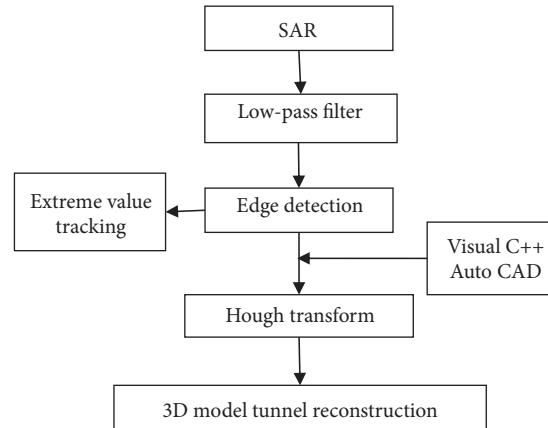 SAR
Low-pass filter
Edge detection
Extreme value
tracking
Visual C++
Auto CAD
Hough transform
3D model tunnel reconstruction